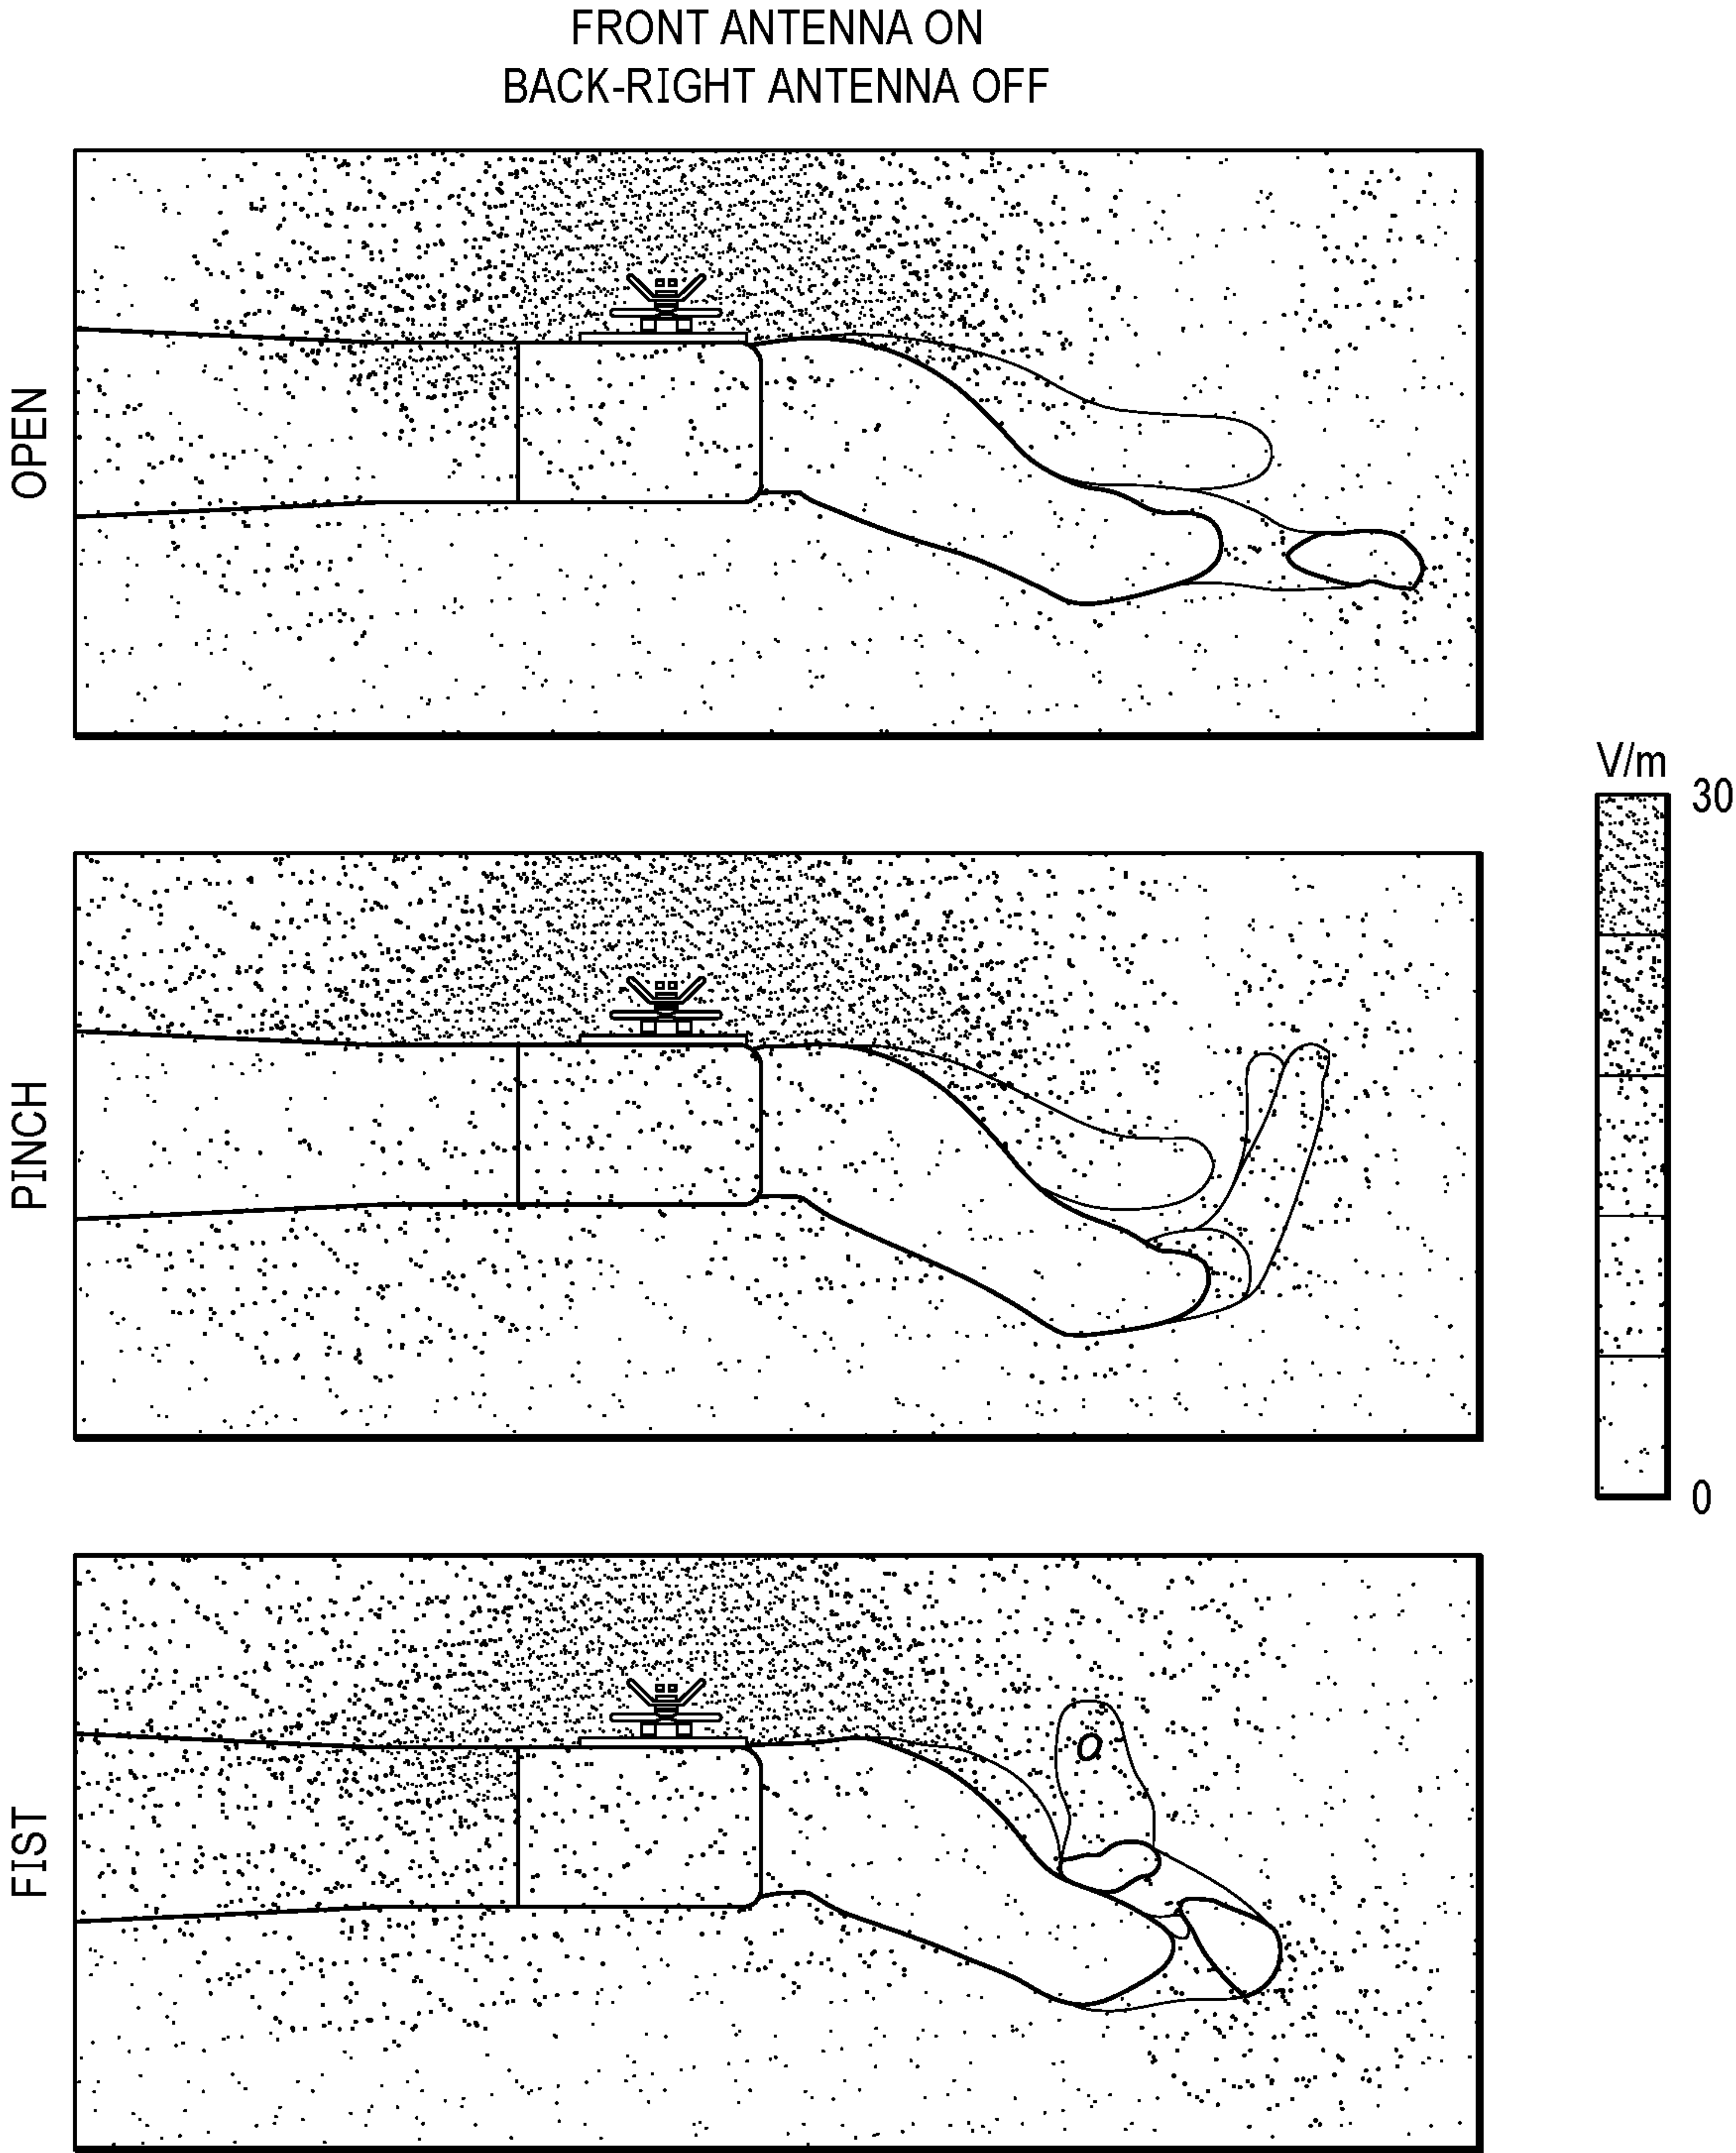 FRONT ANTENNA ON
BACK-RIGHT ANTENNA OFF
OPEN
V/m
30
PINCH
0
FIST